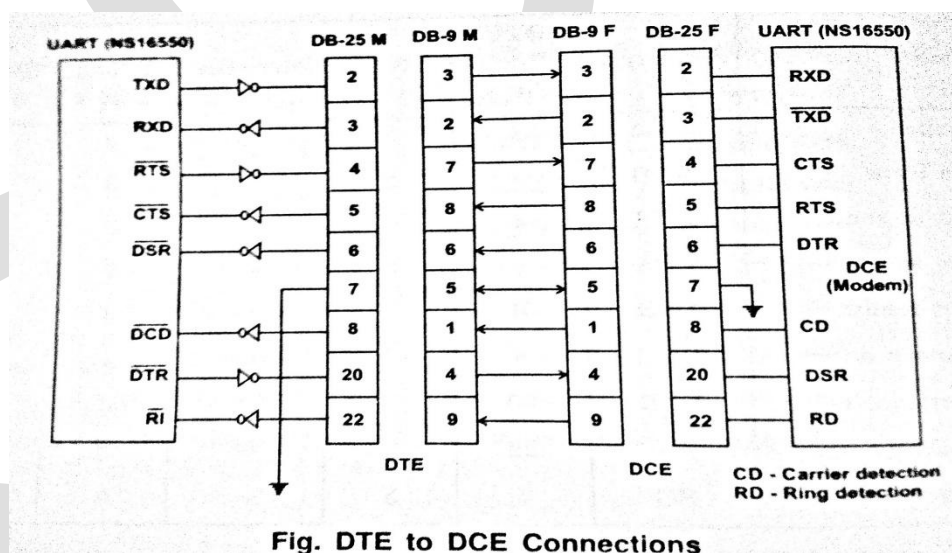 UART (NS16550) DB-25 M DB-9 M DB-9 F DB-25 F UART (NS16550)
TXD 2 3 3 2 RXD
RXD 3 2 2 3 TXD
RTS 4 7 7 4 CTS
CTS 5 8 8 5 RTS
DSR 6 6 6 6 DTR
7 5 5 7 DCE
(Modem)
DCD 8 1 1 8 CD
DTR 20 4 4 20 DSR
RI 22 9 9 22 RD
DTE DCE
CD - Carrier detection
RD - Ring detection
Fig. DTE to DCE Connections